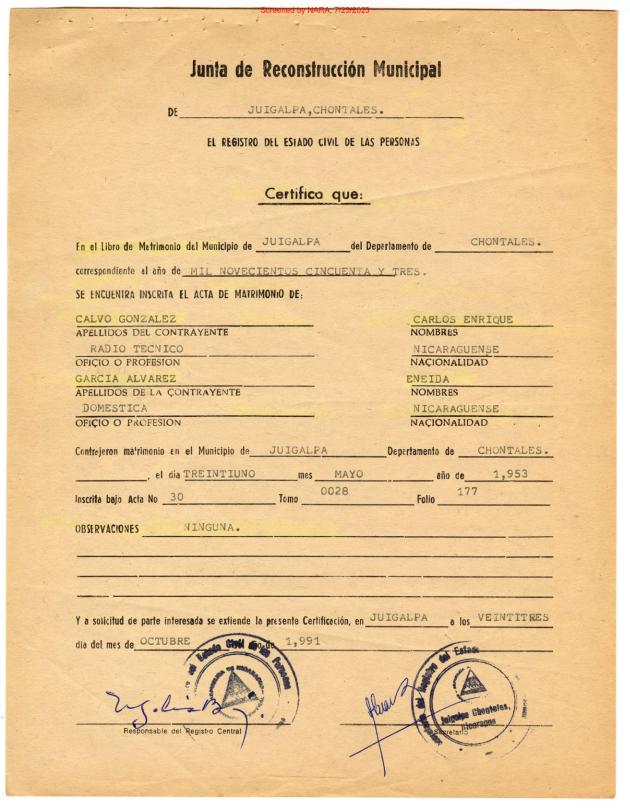 Screened by NARA, 7/25/2023
Junta de Reconstrucción Municipal
DE JUIGALPA,CHONTALES.
EL REGISTRO DEL ESTADO CIVIL DE LAS PERSONAS
Certifico que:
En el Libro de Matrimonio del Municipio de JUIGALPA del Departamento de CHONTALES.
correspondiente al año de MIL NOVECIENTOS CINCUENTA Y TRES.
SE ENCUENTRA INSCRITA EL ACTA DE MATRIMONIO DE:
CALVO GONZALEZ CARLOS ENRIQUE
APELLIDOS DEL CONTRAYENTE NOMBRES
RADIO TECNICO NICARAGUENSE
OFICIO O PROFESION NACIONALIDAD
GARCIA ALVAREZ ENEIDA
APELLIDOS DE LA CONTRAYENTE NOMBRES
DOMESTICA NICARAGUENSE
OFICIO O PROFESION NACIONALIDAD
Contrajeron matrimonio en el Municipio de JUIGALPA Departamento de CHONTALES.
, el día TREINTIUNO mes MAYO año de 1,953
Inscrita bajo Acta No 30 Tomo 0028 Folio 177
OBSERVACIONES NINGUNA.
Y a solicitud de parte interesada se extiende la presente Certificación, en JUIGALPA a los VEINTITRES
día del mes de OCTUBRE año de 1,991
del Estado Civil de las Personas
Registro del Estado
Juigalpa Chontales,
Nicaragua
Responsable del Registro Central Secretario